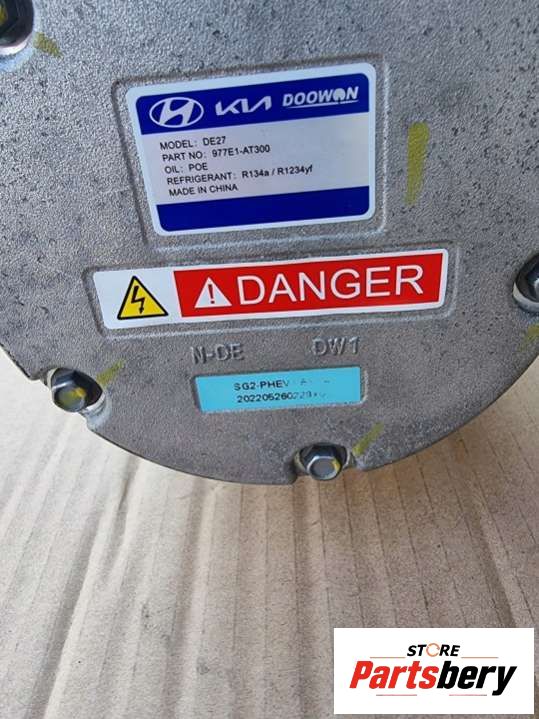 KIA DOOWON
MODEL: DE27
PART NO: 977E1-AT300
OIL: POE
REFRIGERANT: R134a / R1234yf
MADE IN CHINA
DANGER
N-DE DW1
SG2-PHEV
STORE
Partsbery